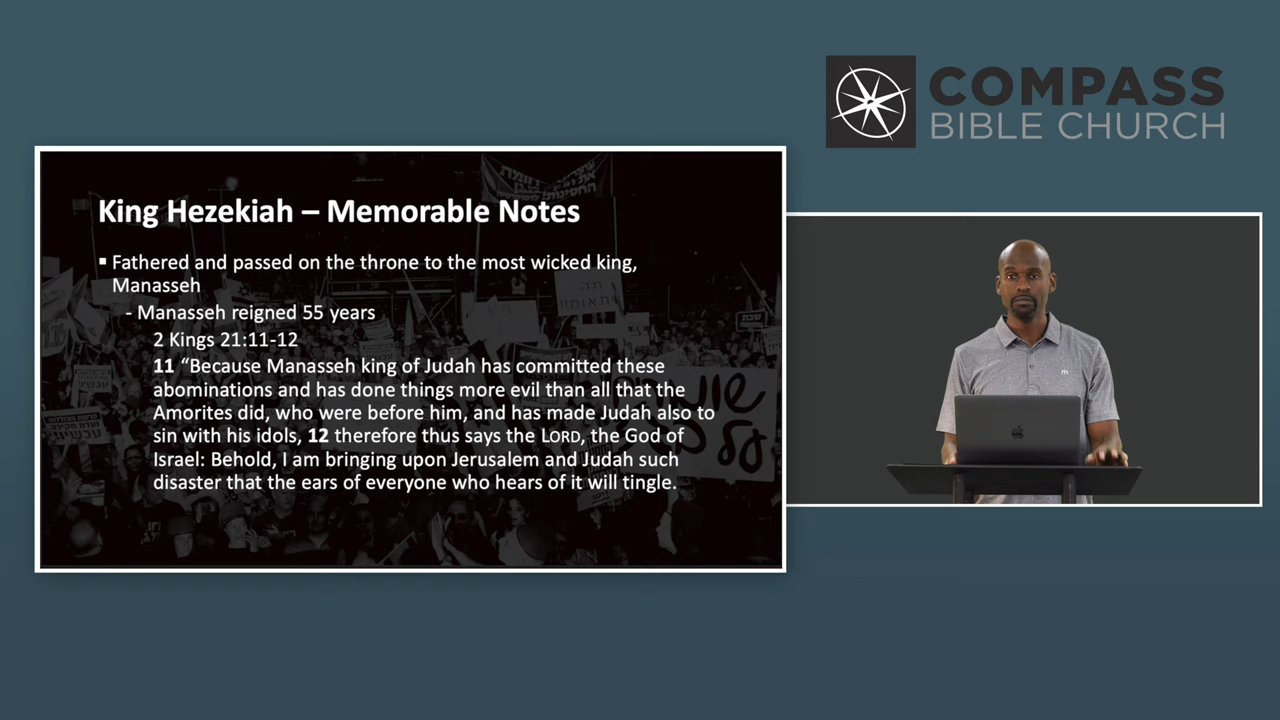 COMPASS
BIBLE CHURCH
King Hezekiah – Memorable Notes
▪ Fathered and passed on the throne to the most wicked king,
Manasseh
- Manasseh reigned 55 years
2 Kings 21:11-12
11 “Because Manasseh king of Judah has committed these
abominations and has done things more evil than all that the
Amorites did, who were before him, and has made Judah also to
sin with his idols, 12 therefore thus says the LORD, the God of
Israel: Behold, I am bringing upon Jerusalem and Judah such
disaster that the ears of everyone who hears of it will tingle.